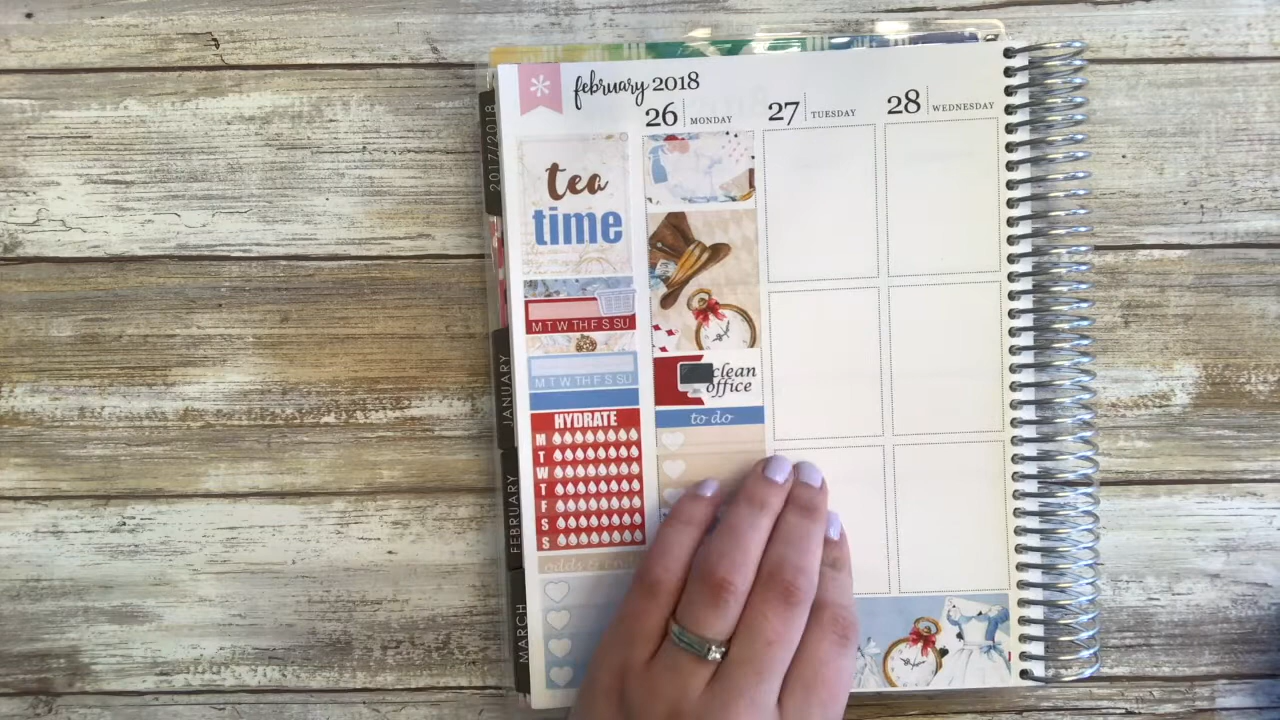 february 2018
26 MONDAY
27 TUESDAY
28 WEDNESDAY
2017/2018
JANUARY
FEBRUARY
MARCH
tea
time
M T W TH F S SU
M T W TH F S SU
HYDRATE
M
T
W
T
F
S
S
clean
office
to do